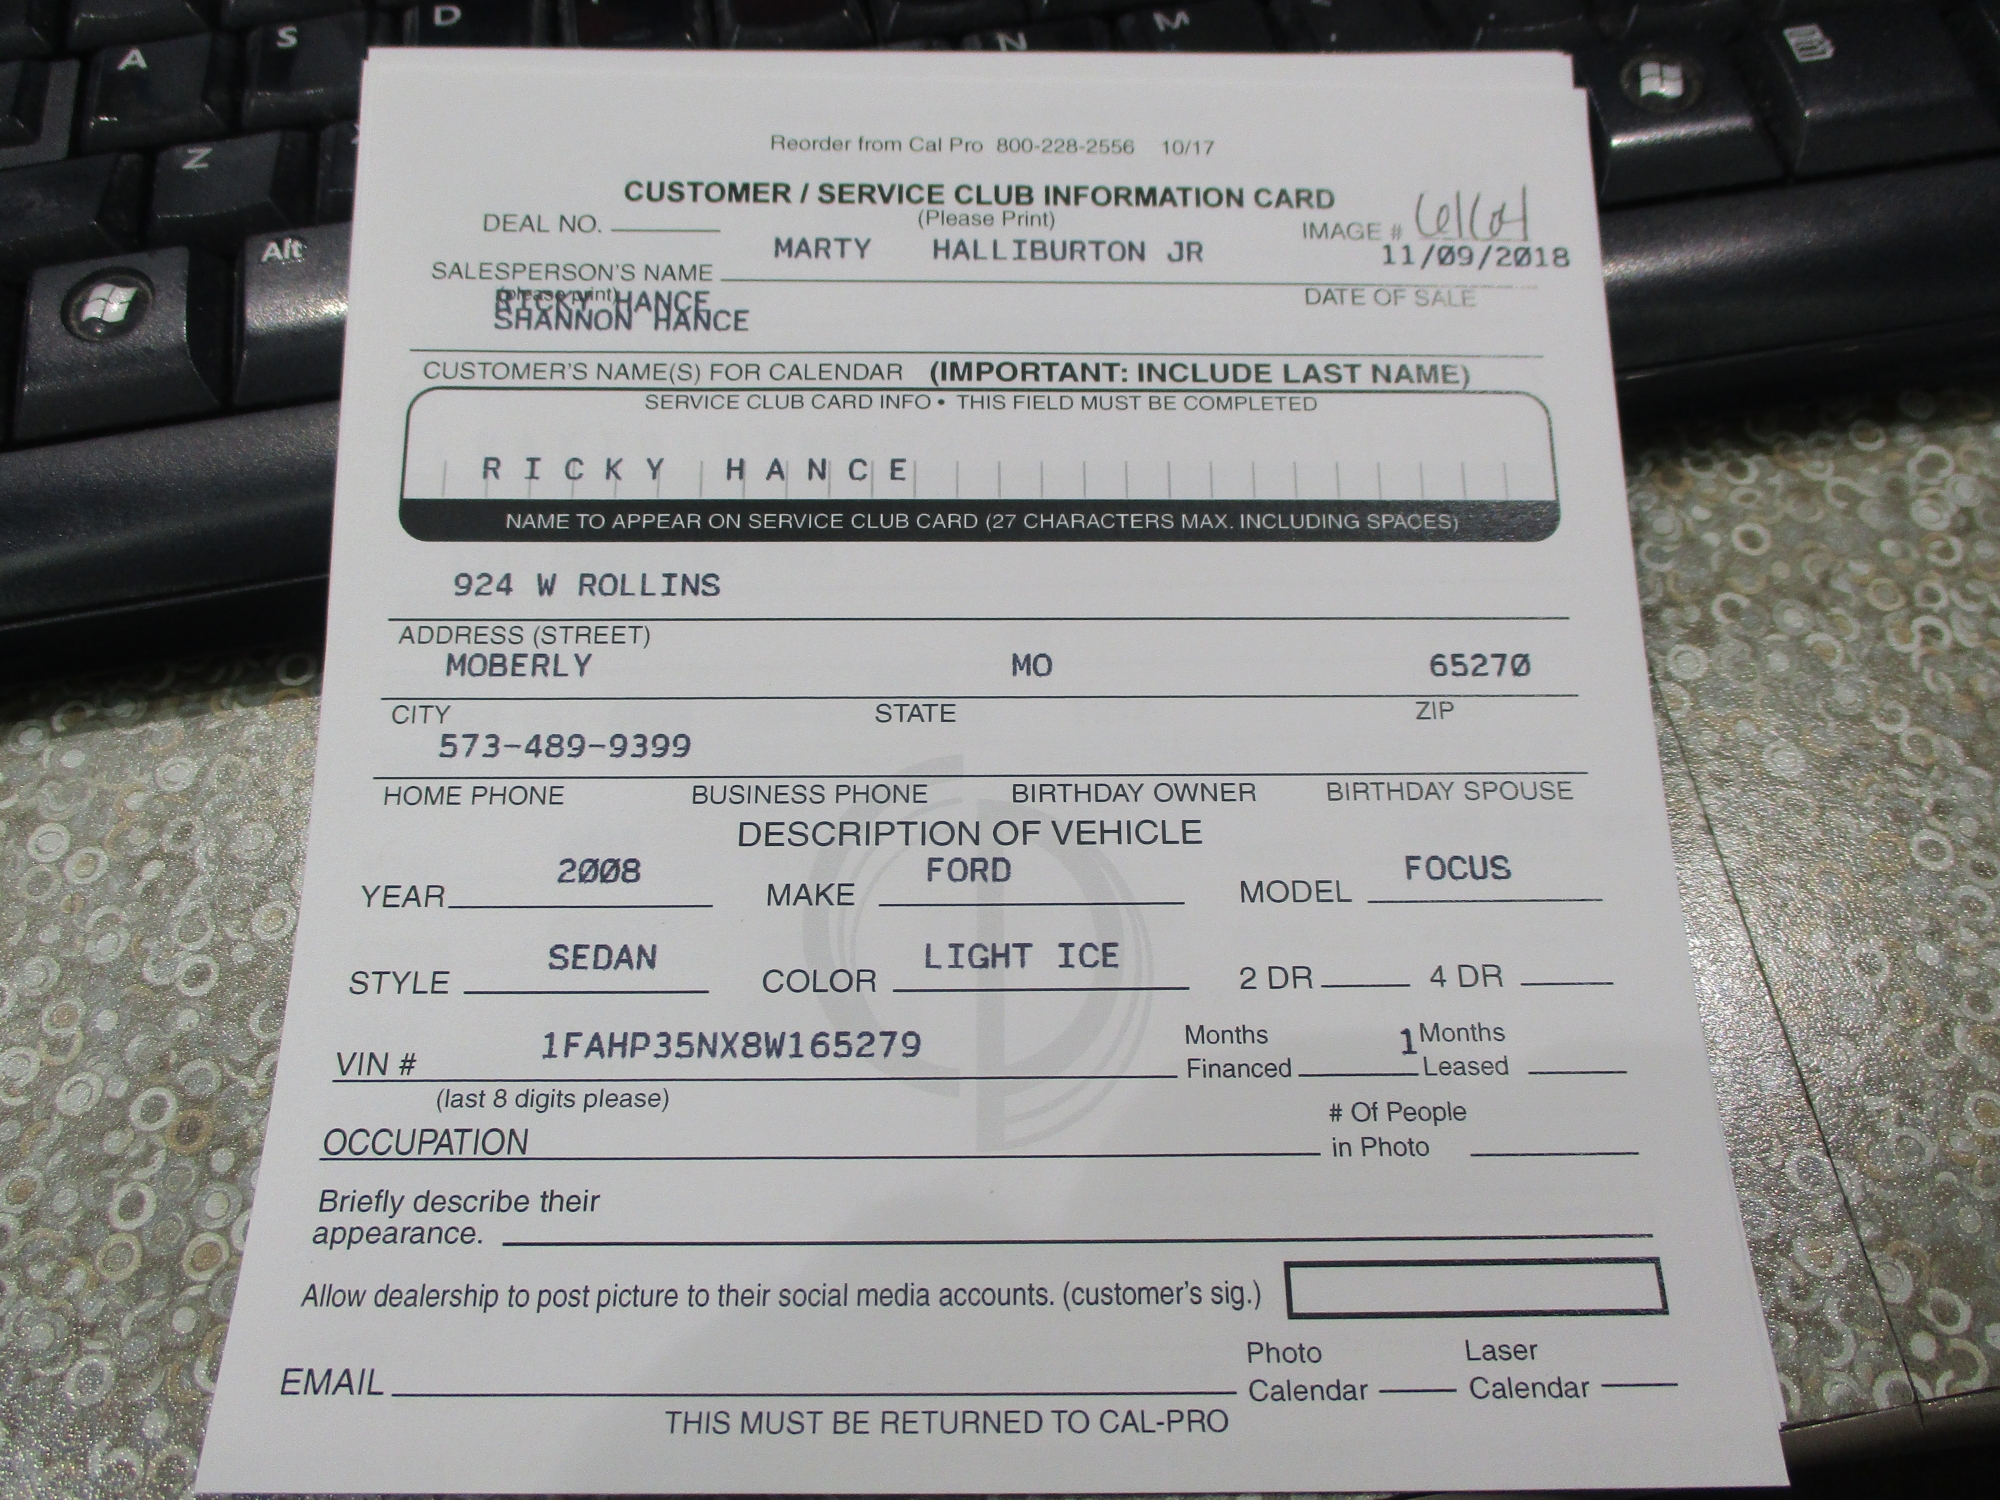 A S D N M
Z
Alt
Reorder from Cal Pro 800-228-2556 10/17
CUSTOMER / SERVICE CLUB INFORMATION CARD
(Please Print)
DEAL NO. IMAGE #
MARTY HALLIBURTON JR 11/09/2018
SALESPERSON'S NAME
(please print) DATE OF SALE
RICKY HANCE
SHANNON HANCE
CUSTOMER'S NAME(S) FOR CALENDAR (IMPORTANT: INCLUDE LAST NAME)
SERVICE CLUB CARD INFO • THIS FIELD MUST BE COMPLETED
RICKY HANCE
NAME TO APPEAR ON SERVICE CLUB CARD (27 CHARACTERS MAX. INCLUDING SPACES)
924 W ROLLINS
ADDRESS (STREET)
MOBERLY MO 65270
CITY STATE ZIP
573-489-9399
HOME PHONE BUSINESS PHONE BIRTHDAY OWNER BIRTHDAY SPOUSE
DESCRIPTION OF VEHICLE
YEAR 2008 MAKE FORD MODEL FOCUS
STYLE SEDAN COLOR LIGHT ICE 2 DR 4 DR
VIN # 1FAHP35NX8W165279 Months Financed 1 Months Leased
(last 8 digits please)
OCCUPATION # Of People in Photo
Briefly describe their
appearance.
Allow dealership to post picture to their social media accounts. (customer's sig.)
EMAIL Photo Calendar Laser Calendar
THIS MUST BE RETURNED TO CAL-PRO